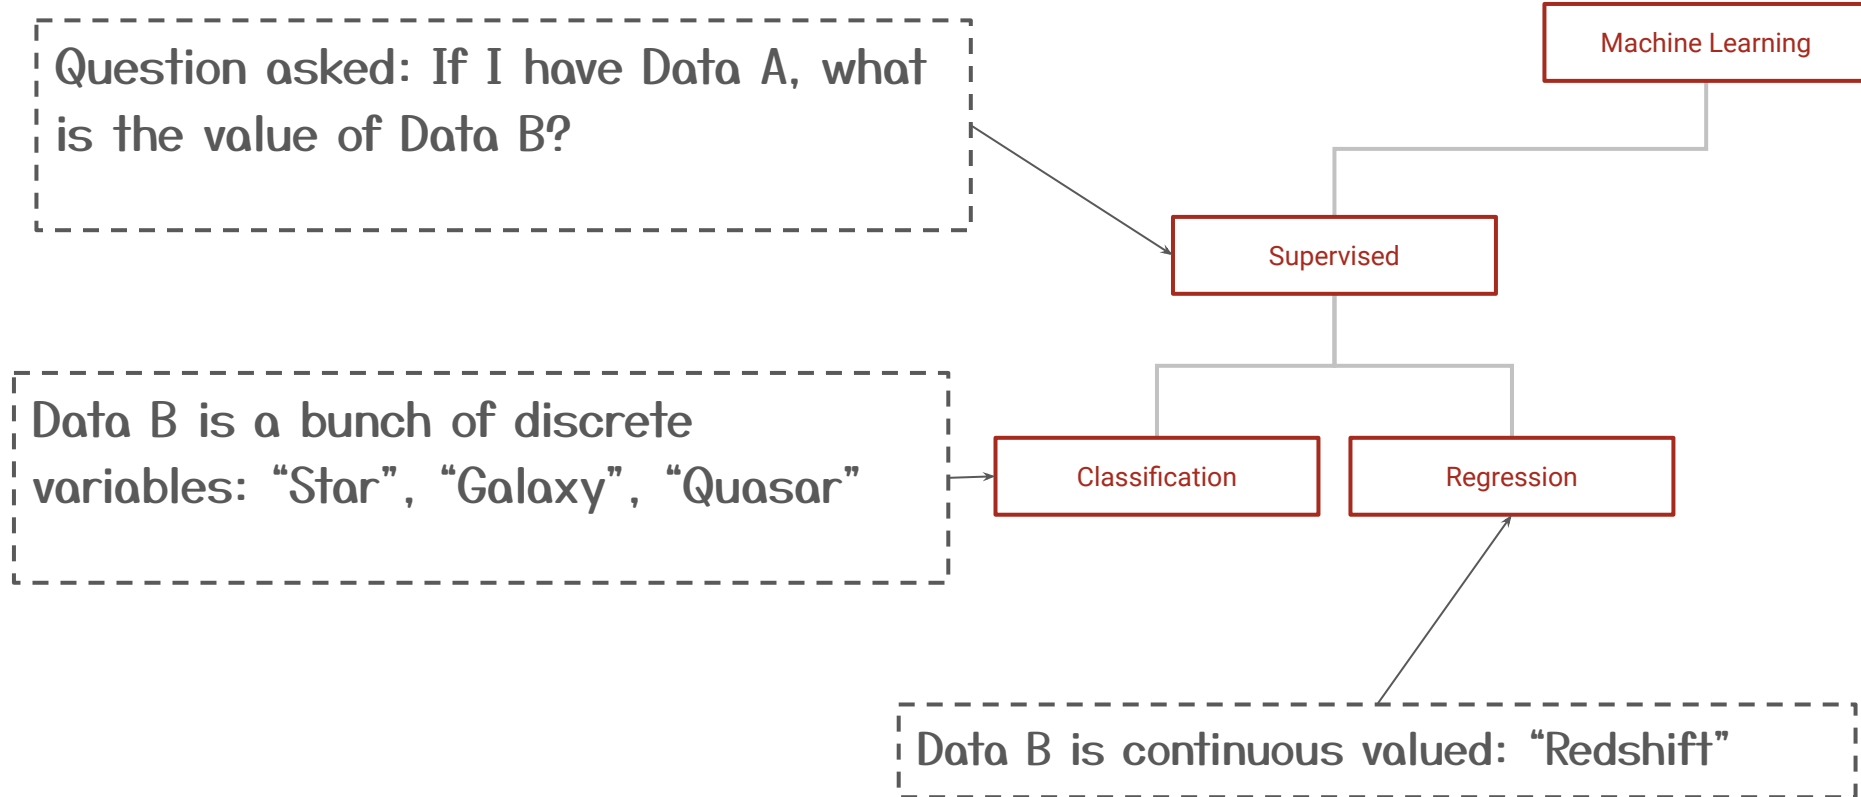 Machine Learning
Question asked: If I have Data A, what
is the value of Data B?
Supervised
Data B is a bunch of discrete
variables: “Star”, “Galaxy”, “Quasar”
Classification
Regression
Data B is continuous valued: “Redshift”